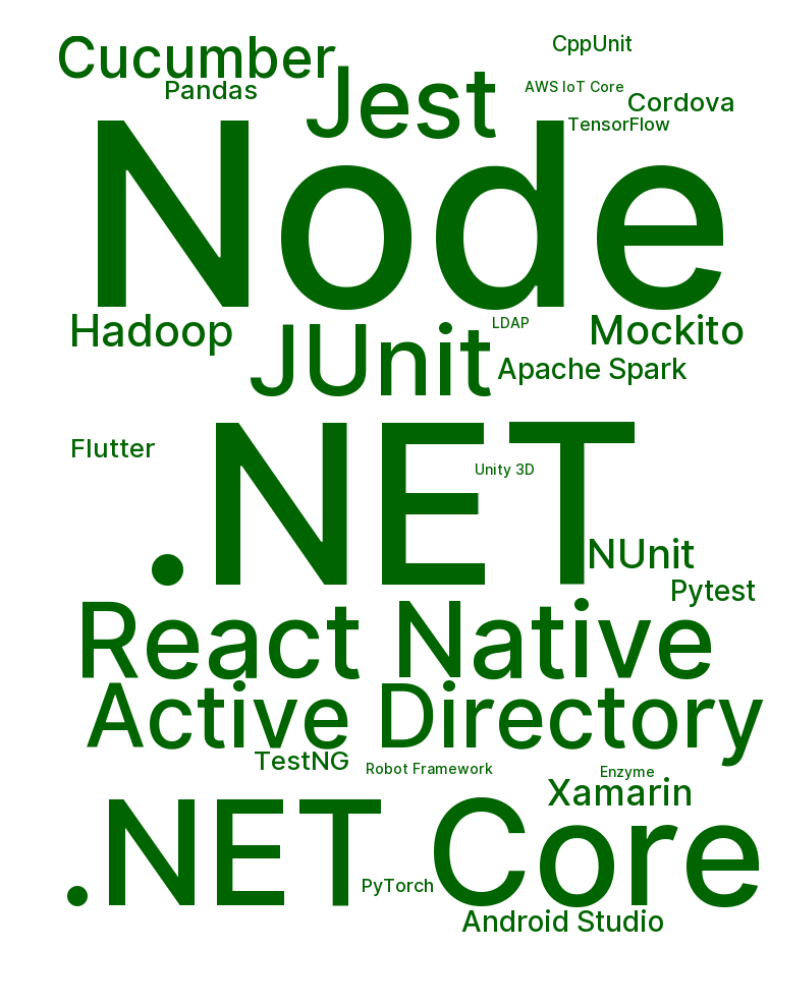 CppUnit
Cucumber
Pandas
Jest
AWS IoT Core
Cordova
TensorFlow
Node
Hadoop
JUnit
LDAP
Mockito
Apache Spark
Flutter
.NET
Unity 3D
NUnit
Pytest
React Native
Active Directory
TestNG
Robot Framework
Enzyme
Xamarin
.NET Core
PyTorch
Android Studio